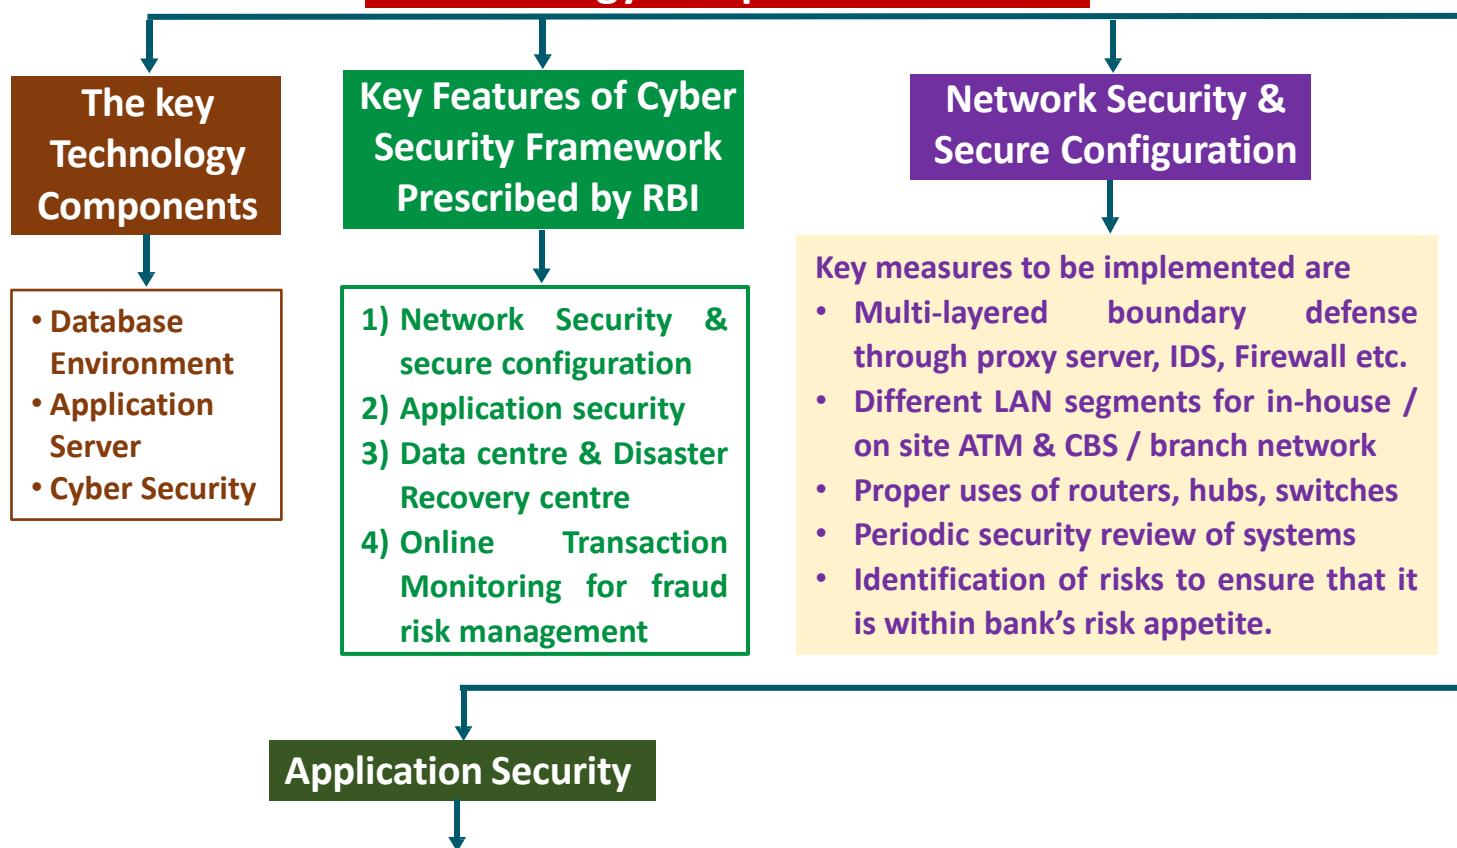 The key
Technology
Components
Key Features of Cyber
Security Framework
Prescribed by RBI
Network Security &
Secure Configuration
• Database
Environment
• Application
Server
• Cyber Security
1) Network Security &
secure configuration
2) Application security
3) Data centre & Disaster
Recovery centre
4) Online Transaction
Monitoring for fraud
risk management
Key measures to be implemented are
• Multi-layered boundary defense
through proxy server, IDS, Firewall etc.
• Different LAN segments for in-house /
on site ATM & CBS / branch network
• Proper uses of routers, hubs, switches
• Periodic security review of systems
• Identification of risks to ensure that it
is within bank’s risk appetite.
Application Security